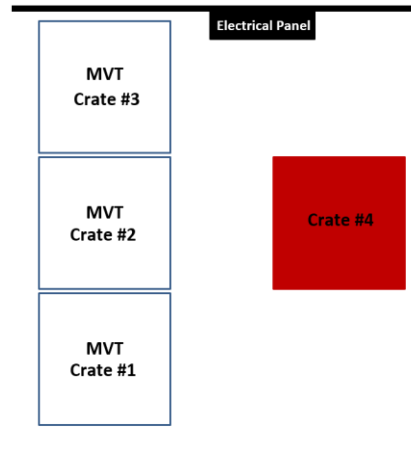 Electrical Panel
MVT
Crate #3
MVT
Crate #2
Crate #4
MVT
Crate #1